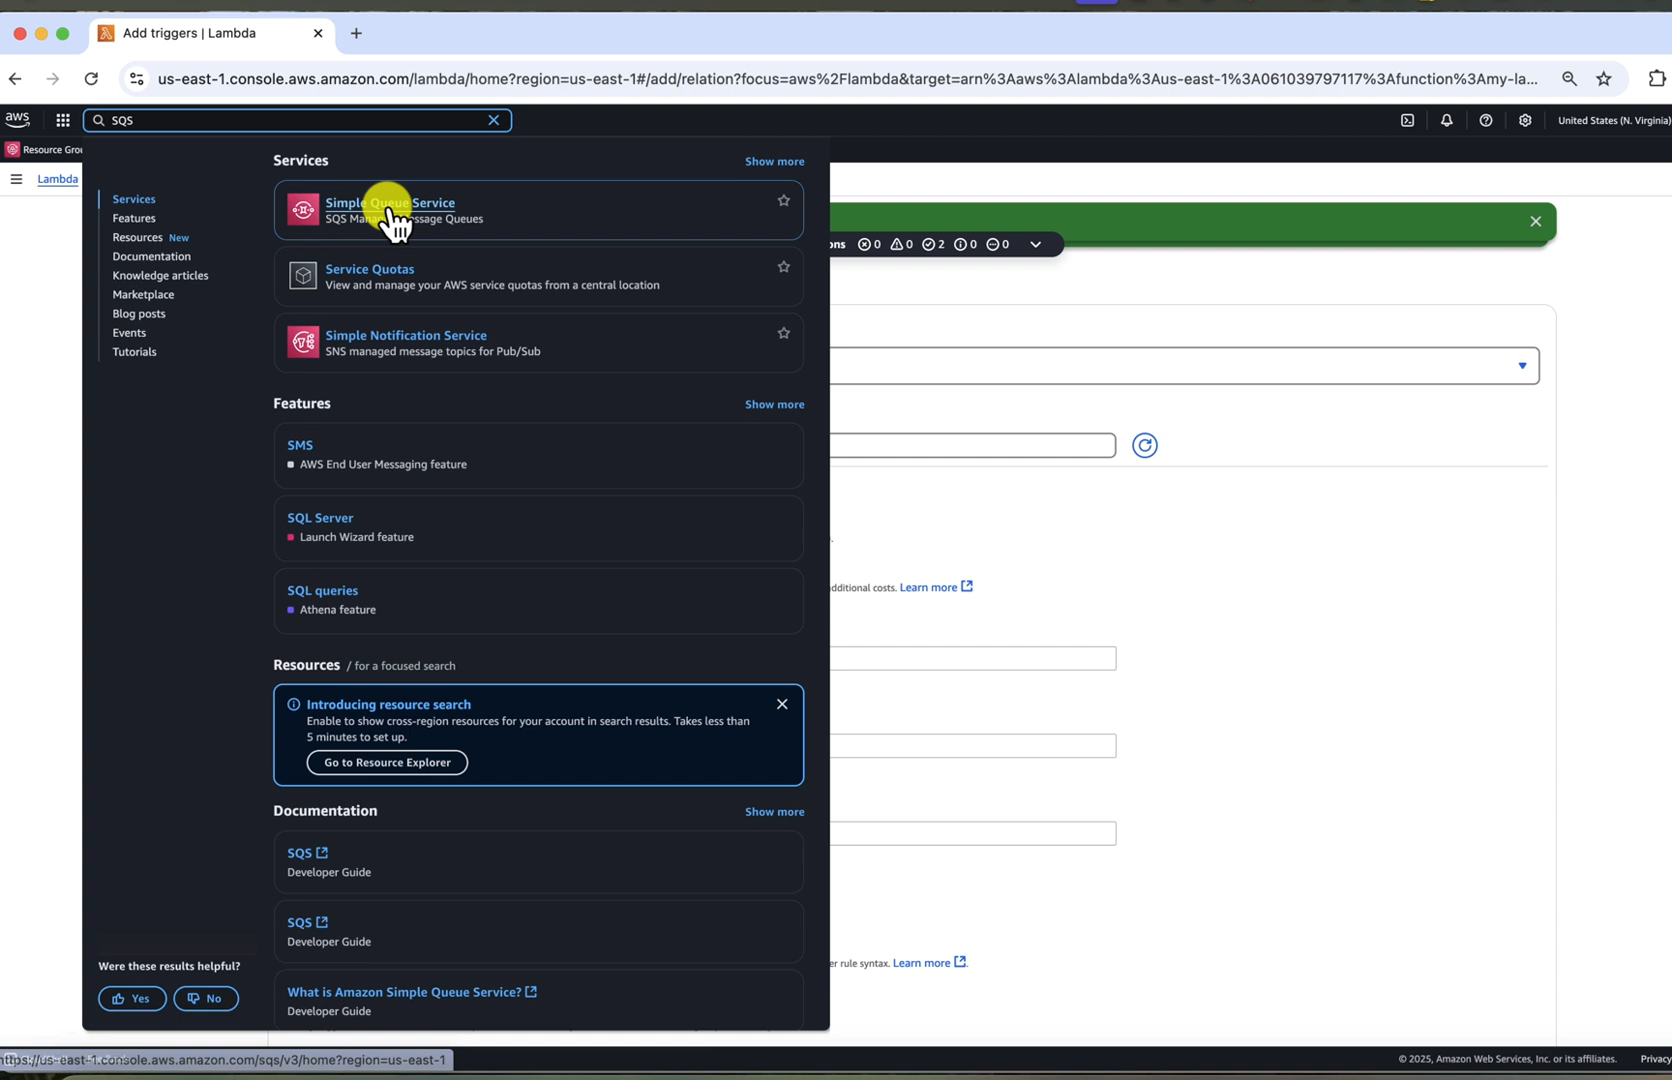 Add triggers | Lambda
us-east-1.console.aws.amazon.com/lambda/home?region=us-east-1#/add/relation?focus=aws%2Flambda&target=arn%3Aaws%3Alambda%3Aus-east-1%3A061039797117%3Afunction%3Amy-la...
aws
SQS
United States (N. Virginia)
Resource Grou
Lambda
Services
Features
Resources New
Documentation
Knowledge articles
Marketplace
Blog posts
Events
Tutorials
Services
Show more
Simple Queue Service
SQS Message Queues
Service Quotas
View and manage your AWS service quotas from a central location
Simple Notification Service
SNS managed message topics for Pub/Sub
Features
Show more
SMS
AWS End User Messaging feature
SQL Server
Launch Wizard feature
SQL queries
Athena feature
Resources / for a focused search
Introducing resource search
Enable to show cross-region resources for your account in search results. Takes less than
5 minutes to set up.
Go to Resource Explorer
Documentation
Show more
SQS
Developer Guide
SQS
Developer Guide
What is Amazon Simple Queue Service?
Developer Guide
Were these results helpful?
Yes
No
ons 0 0 2 0 0
dditional costs. Learn more
er rule syntax. Learn more
https://us-east-1.console.aws.amazon.com/sqs/v3/home?region=us-east-1
© 2025, Amazon Web Services, Inc. or its affiliates.
Privacy